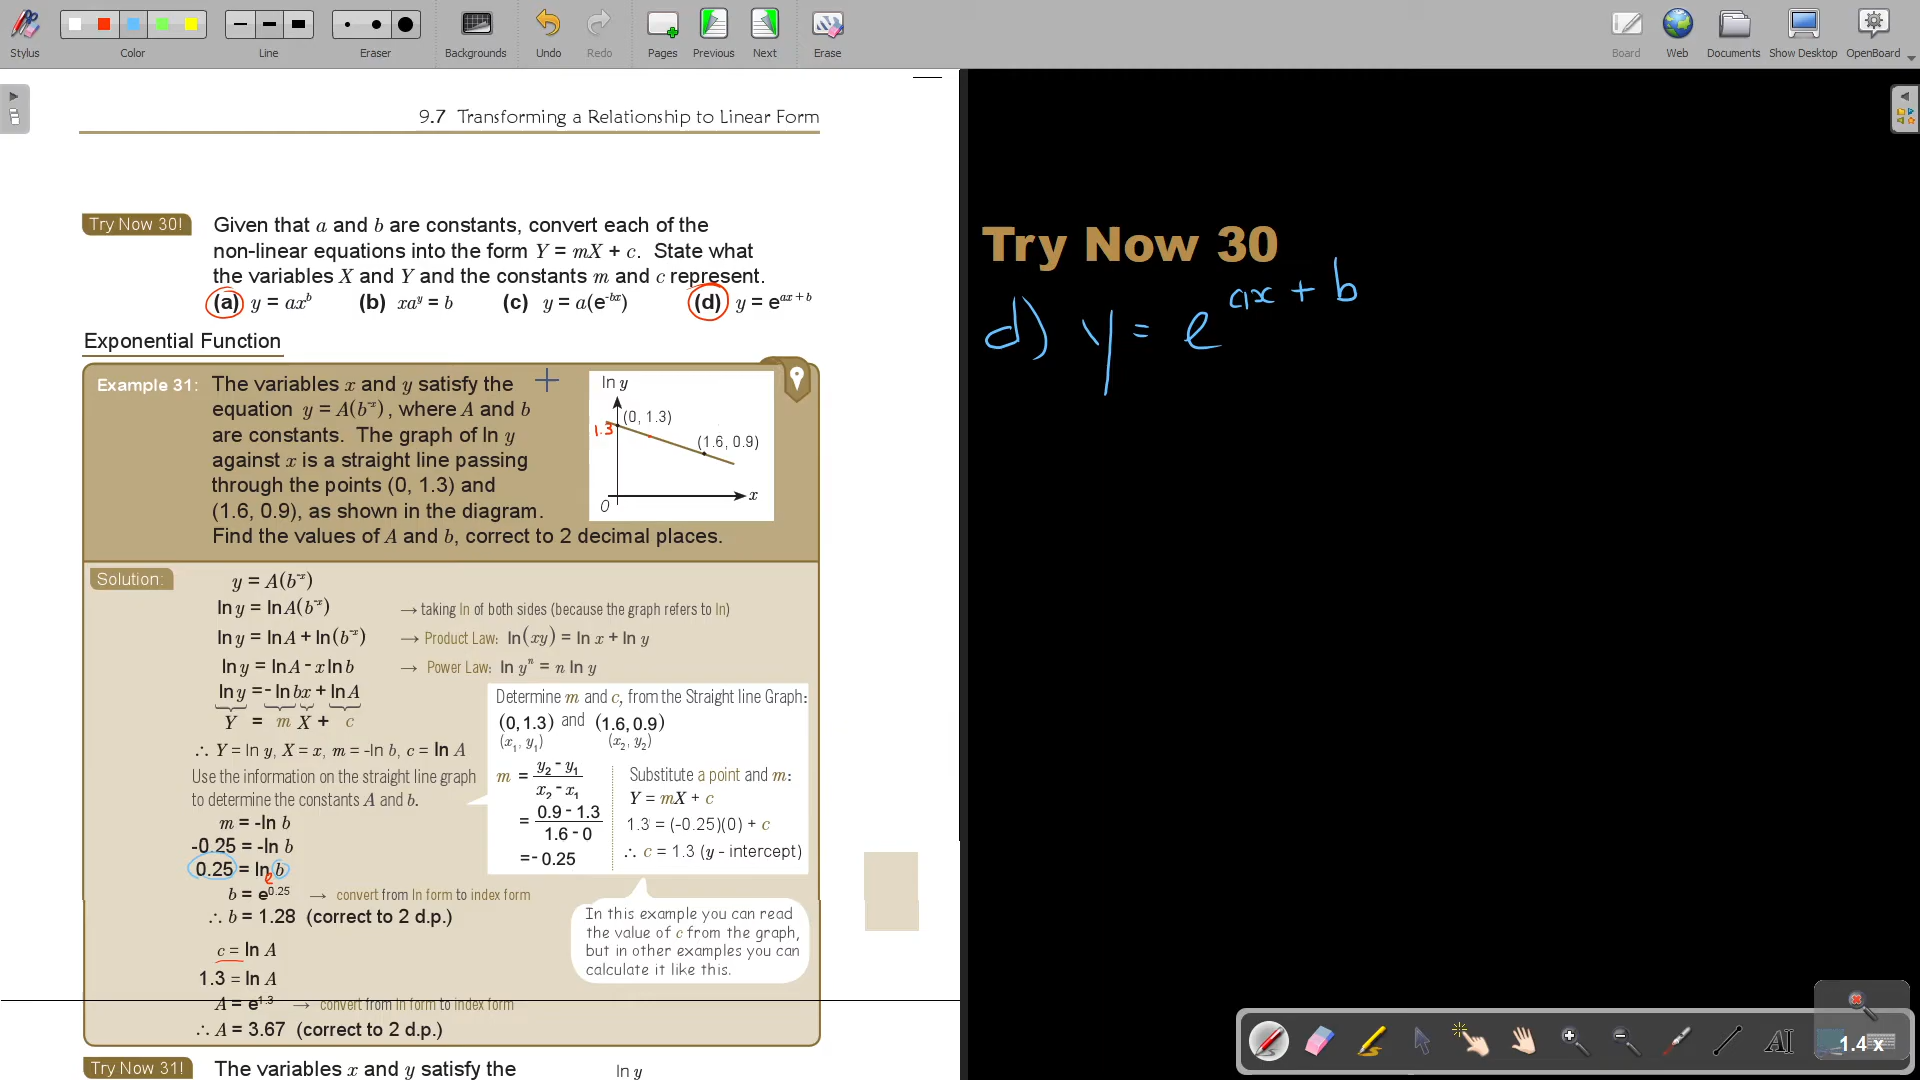 Stylus Color Line Eraser Backgrounds Undo Redo Pages Previous Next Erase Board Web Documents Show Desktop OpenBoard
9.7 Transforming a Relationship to Linear Form
Try Now 30! Given that a and b are constants, convert each of the
non-linear equations into the form Y = mX + c. State what
the variables X and Y and the constants m and c represent.
(a) y = ax^b (b) xa^y = b (c) y = a(e^-bx) (d) y = e^ax + b
Exponential Function
Example 31: The variables x and y satisfy the
equation y = A(b^-x), where A and b
are constants. The graph of ln y
against x is a straight line passing
through the points (0, 1.3) and
(1.6, 0.9), as shown in the diagram.
Find the values of A and b, correct to 2 decimal places.
ln y
(0, 1.3)
1.3
(1.6, 0.9)
O
x
Solution:
y = A(b^-x)
ln y = ln A(b^-x) → taking ln of both sides (because the graph refers to ln)
ln y = ln A + ln(b^-x) → Product Law: ln(xy) = ln x + ln y
ln y = ln A - x ln b → Power Law: ln y^n = n ln y
ln y = - ln bx + ln A
Y = m X + c
∴ Y = ln y, X = x, m = -ln b, c = ln A
Use the information on the straight line graph
to determine the constants A and b.
m = -ln b
-0.25 = -ln b
0.25 = ln b
e
b = e^0.25 → convert from ln form to index form
∴ b = 1.28 (correct to 2 d.p.)
c = ln A
1.3 = ln A
A = e^1.3 → convert from ln form to index form
∴ A = 3.67 (correct to 2 d.p.)
Determine m and c, from the Straight line Graph:
(0,1.3) and (1.6,0.9)
(x1, y1) (x2, y2)
m = y2 - y1 / x2 - x1
= 0.9 - 1.3 / 1.6 - 0
= - 0.25
Substitute a point and m:
Y = mX + c
1.3 = (-0.25)(0) + c
∴ c = 1.3 (y - intercept)
In this example you can read
the value of c from the graph,
but in other examples you can
calculate it like this.
Try Now 31! The variables x and y satisfy the
ln y
Try Now 30
d) y = e^ax + b
1.4 x